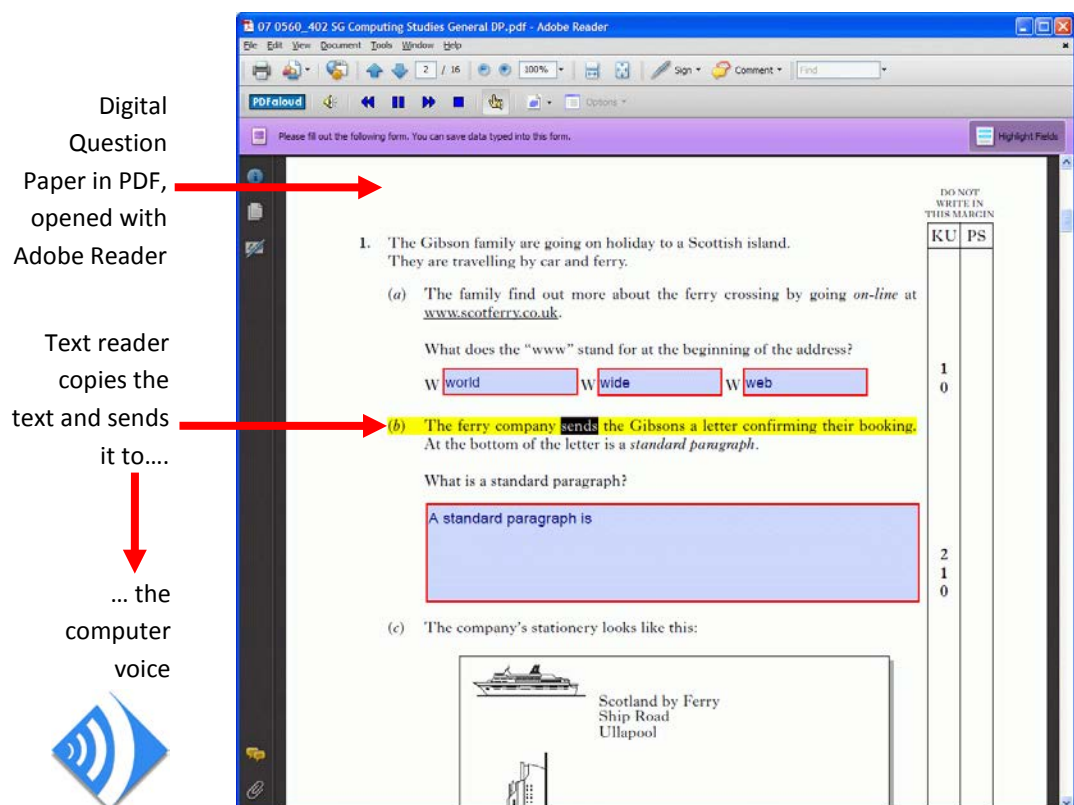 Digital
Question
Paper in PDF,
opened with
Adobe Reader
Text reader
copies the
text and sends
it to....
... the
computer
voice
07 0560_402 SG Computing Studies General DP.pdf - Adobe Reader
File Edit View Document Tools Window Help
2 / 16 100% Sign Comment Find
PDFaloud Options
Please fill out the following form. You can save data typed into this form. Highlight Fields
DO NOT
WRITE IN
THIS MARGIN
KU PS
1. The Gibson family are going on holiday to a Scottish island.
They are travelling by car and ferry.
(a) The family find out more about the ferry crossing by going on-line at
www.scotferry.co.uk.
What does the “www” stand for at the beginning of the address?
W world W wide W web
1
0
(b) The ferry company sends the Gibsons a letter confirming their booking.
At the bottom of the letter is a standard paragraph.
What is a standard paragraph?
A standard paragraph is
2
1
0
(c) The company’s stationery looks like this:
Scotland by Ferry
Ship Road
Ullapool